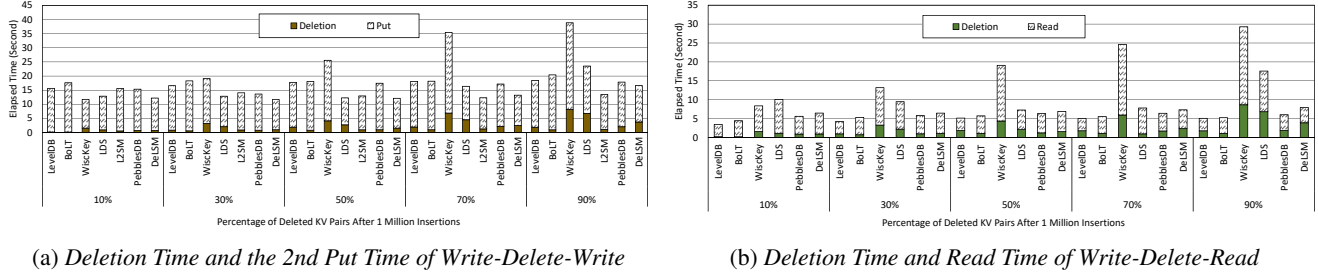 45
40
35
30
25
20
15
10
5
0
Elapsed Time (Second)
Deletion Put
LevelDB BoLT WiscKey LDS L2SM PebblesDB DeLSM LevelDB BoLT WiscKey LDS L2SM PebblesDB DeLSM LevelDB BoLT WiscKey LDS L2SM PebblesDB DeLSM LevelDB BoLT WiscKey LDS L2SM PebblesDB DeLSM LevelDB BoLT WiscKey LDS L2SM PebblesDB DeLSM
10% 30% 50% 70% 90%
Percentage of Deleted KV Pairs After 1 Million Insertions
(a) Deletion Time and the 2nd Put Time of Write-Delete-Write
35
30
25
20
15
10
5
0
Elapsed Time (Second)
Deletion Read
LevelDB BoLT WiscKey LDS PebblesDB DeLSM LevelDB BoLT WiscKey LDS PebblesDB DeLSM LevelDB BoLT WiscKey LDS PebblesDB DeLSM LevelDB BoLT WiscKey LDS PebblesDB DeLSM LevelDB BoLT WiscKey LDS PebblesDB DeLSM
10% 30% 50% 70% 90%
Percentage of Deleted KV Pairs After 1 Million Insertions
(b) Deletion Time and Read Time of Write-Delete-Read